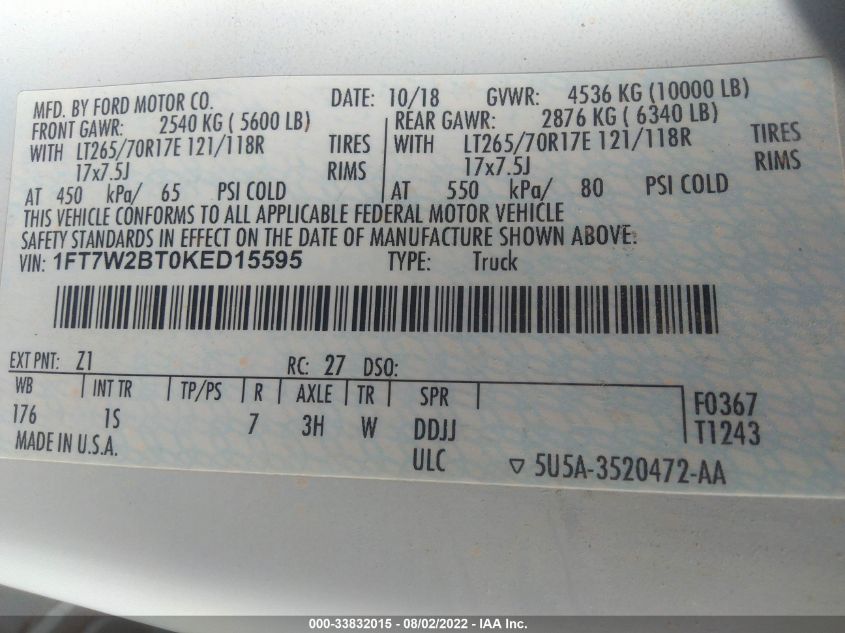 MFD. BY FORD MOTOR CO. DATE: 10/18 GVWR: 4536 KG (10000 LB)
FRONT GAWR: 2540 KG ( 5600 LB) REAR GAWR: 2876 KG ( 6340 LB)
WITH LT265/70R17E 121/118R TIRES WITH LT265/70R17E 121/118R TIRES
17x7.5J RIMS 17x7.5J RIMS
AT 450 kPa/ 65 PSI COLD AT 550 kPa/ 80 PSI COLD
THIS VEHICLE CONFORMS TO ALL APPLICABLE FEDERAL MOTOR VEHICLE
SAFETY STANDARDS IN EFFECT ON THE DATE OF MANUFACTURE SHOWN ABOVE.
VIN: 1FT7W2BT0KED15595 TYPE: Truck
EXT PNT: Z1 RC: 27 DSO:
WB INT TR TP/PS R AXLE TR SPR F0367
176 1S 7 3H W DDJJ T1243
MADE IN U.S.A. ULC ▽ 5U5A-3520472-AA
000-33832015 - 08/02/2022 - IAA Inc.